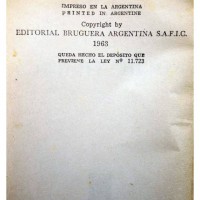 IMPRESO EN LA ARGENTINA
PRINTED IN ARGENTINE
Copyright by
EDITORIAL BRUGUERA ARGENTINA S.A.F.I.C.
1963
QUEDA HECHO EL DEPÓSITO QUE
PREVIENE LA LEY Nº 11.723